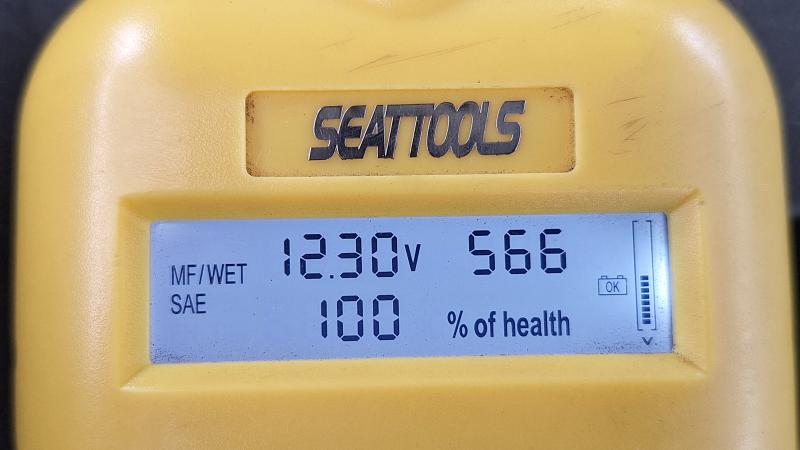 SEATTOOLS
MF/WET 12.30V 566
SAE 100 % of health
OK
V